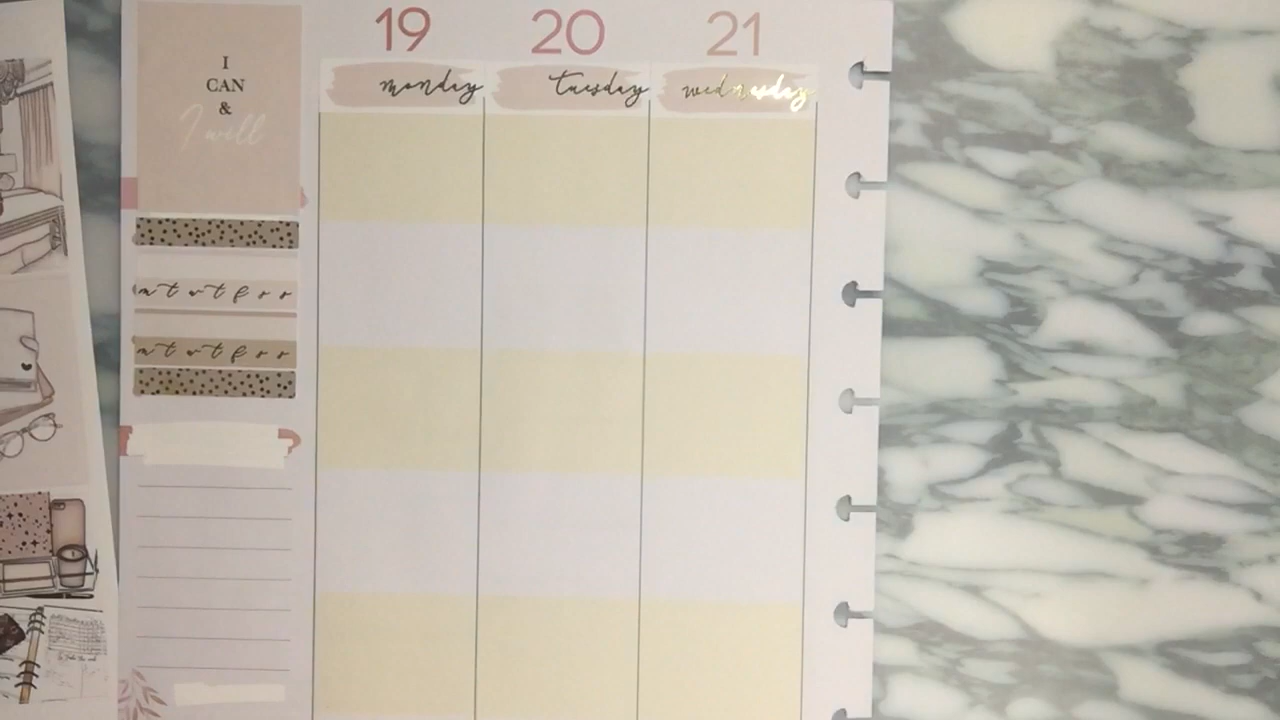 19 20 21
monday tuesday wednesday
I
CAN
&
I will
m t w t f s s
m t w t f s s